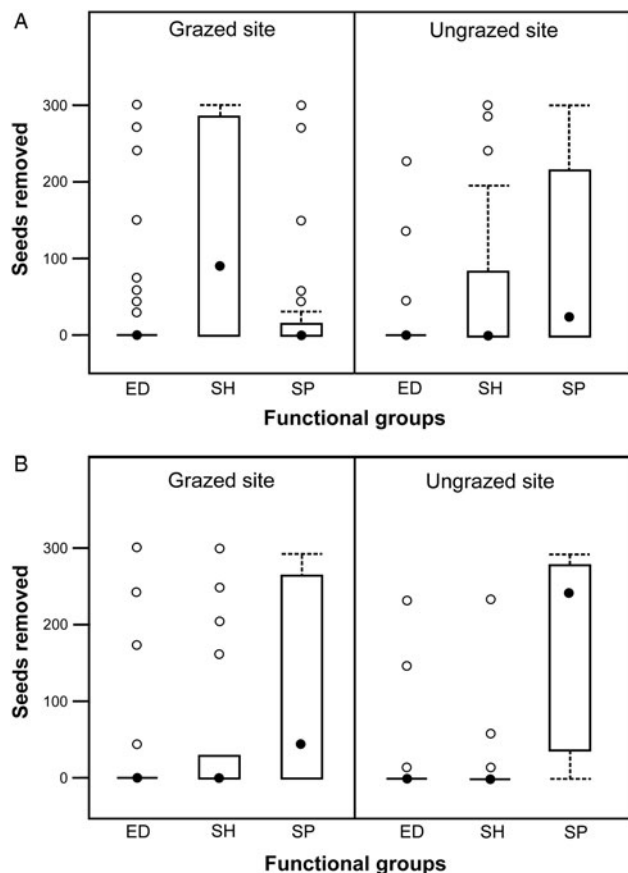 A
Grazed site
Ungrazed site
Seeds removed
300
200
100
0
ED
SH
SP
ED
SH
SP
Functional groups
B
Grazed site
Ungrazed site
Seeds removed
300
200
100
0
ED
SH
SP
ED
SH
SP
Functional groups